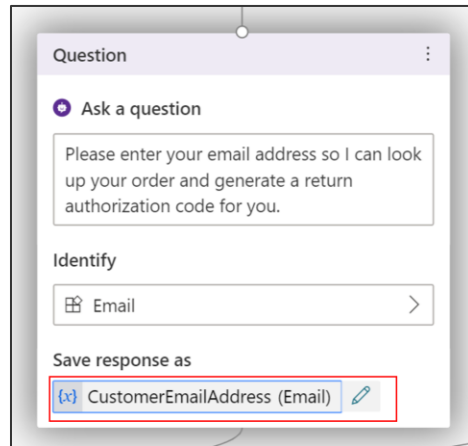 Question
Ask a question
Please enter your email address so I can look
up your order and generate a return
authorization code for you.
Identify
Email
Save response as
{x} CustomerEmailAddress (Email)